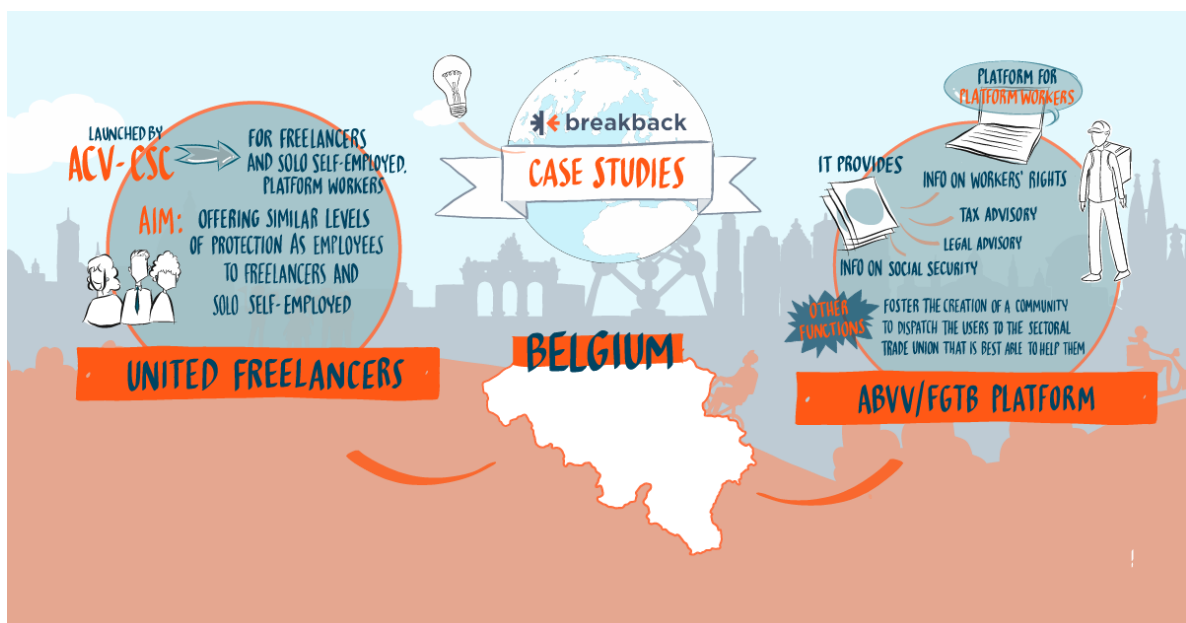 LAUNCHED BY
ACV-CSC
FOR FREELANCERS
AND SOLO SELF-EMPLOYED,
PLATFORM WORKERS
AIM: OFFERING SIMILAR LEVELS
OF PROTECTION AS EMPLOYEES
TO FREELANCERS AND
SOLO SELF-EMPLOYED
UNITED FREELANCERS
breakback
CASE STUDIES
BELGIUM
PLATFORM FOR
PLATFORM WORKERS
IT PROVIDES
INFO ON WORKERS' RIGHTS
TAX ADVISORY
LEGAL ADVISORY
INFO ON SOCIAL SECURITY
OTHER
FUNCTIONS
FOSTER THE CREATION OF A COMMUNITY
TO DISPATCH THE USERS TO THE SECTORAL
TRADE UNION THAT IS BEST ABLE TO HELP THEM
ABVV/FGTB PLATFORM